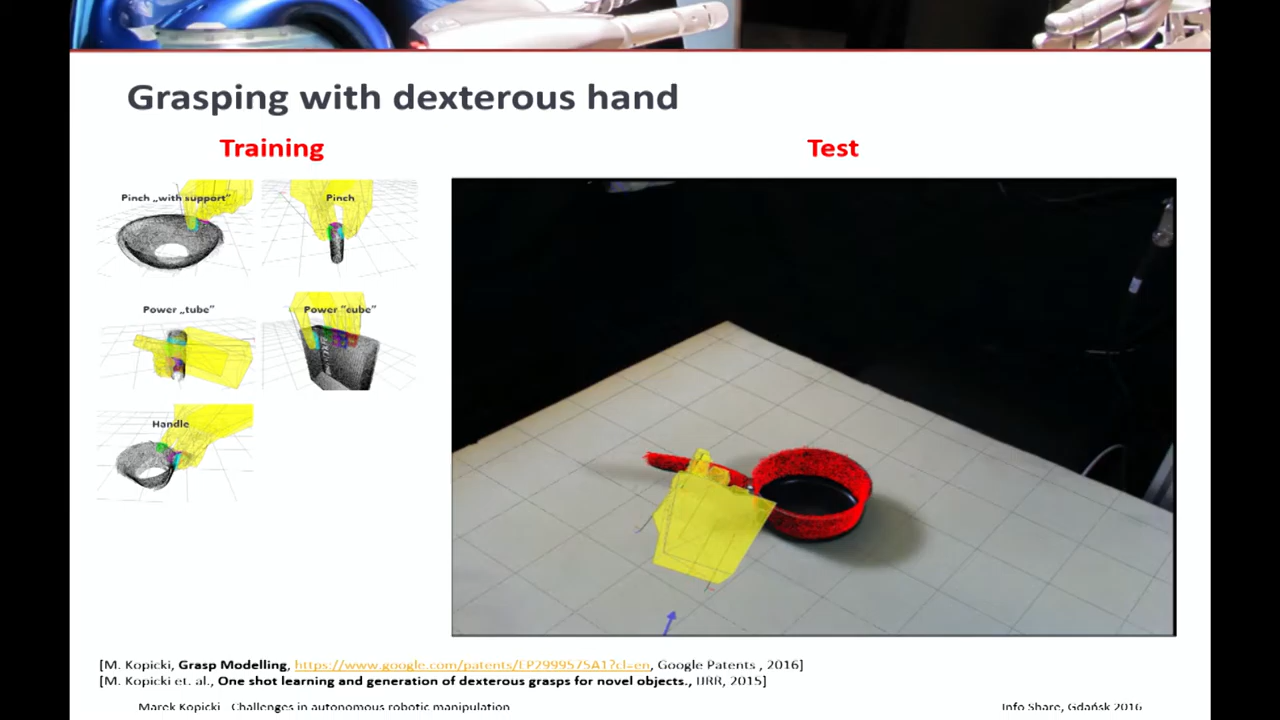 Grasping with dexterous hand
Training
Test
Pinch „with support“
Pinch
Power „tube“
Power “cube”
Handle
[M. Kopicki, Grasp Modelling, https://www.google.com/patents/EP2999575A1?cl=en, Google Patents , 2016]
[M. Kopicki et. al., One shot learning and generation of dexterous grasps for novel objects., IJRR, 2015]
Marek Kopicki Challenges in autonomous robotic manipulation
Info Share, Gdańsk 2016